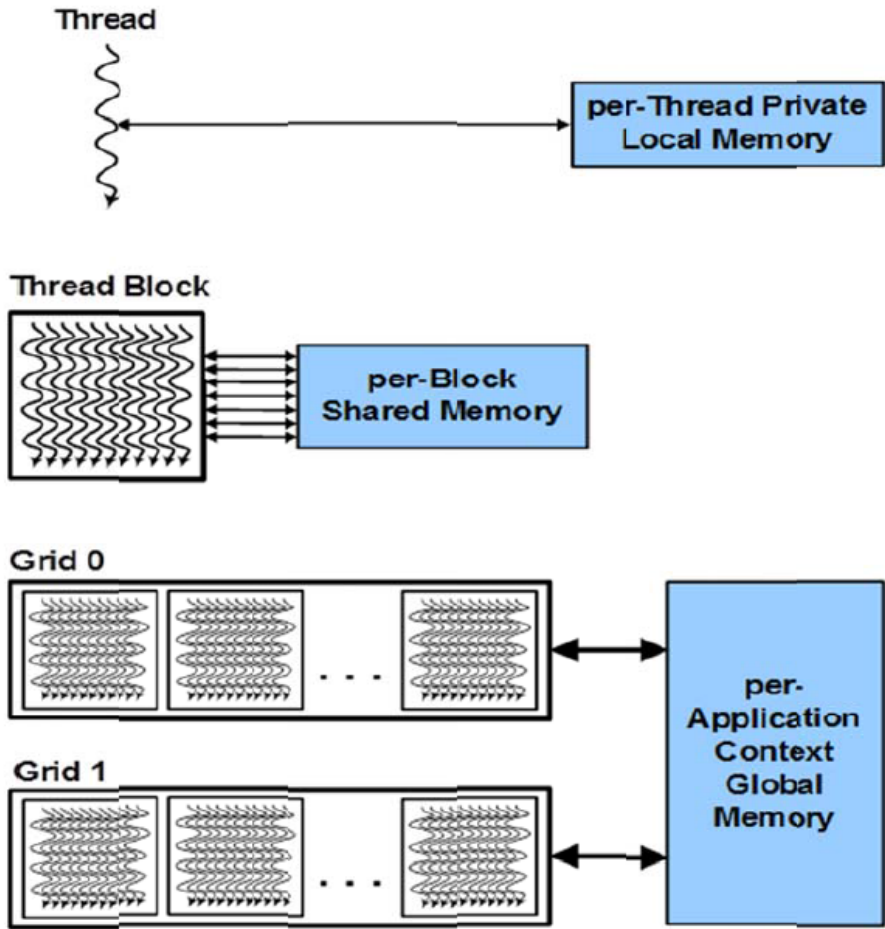 Thread
per-Thread Private
Local Memory
Thread Block
per-Block
Shared Memory
Grid 0
. . .
per-
Application
Context
Global
Memory
Grid 1
. . .